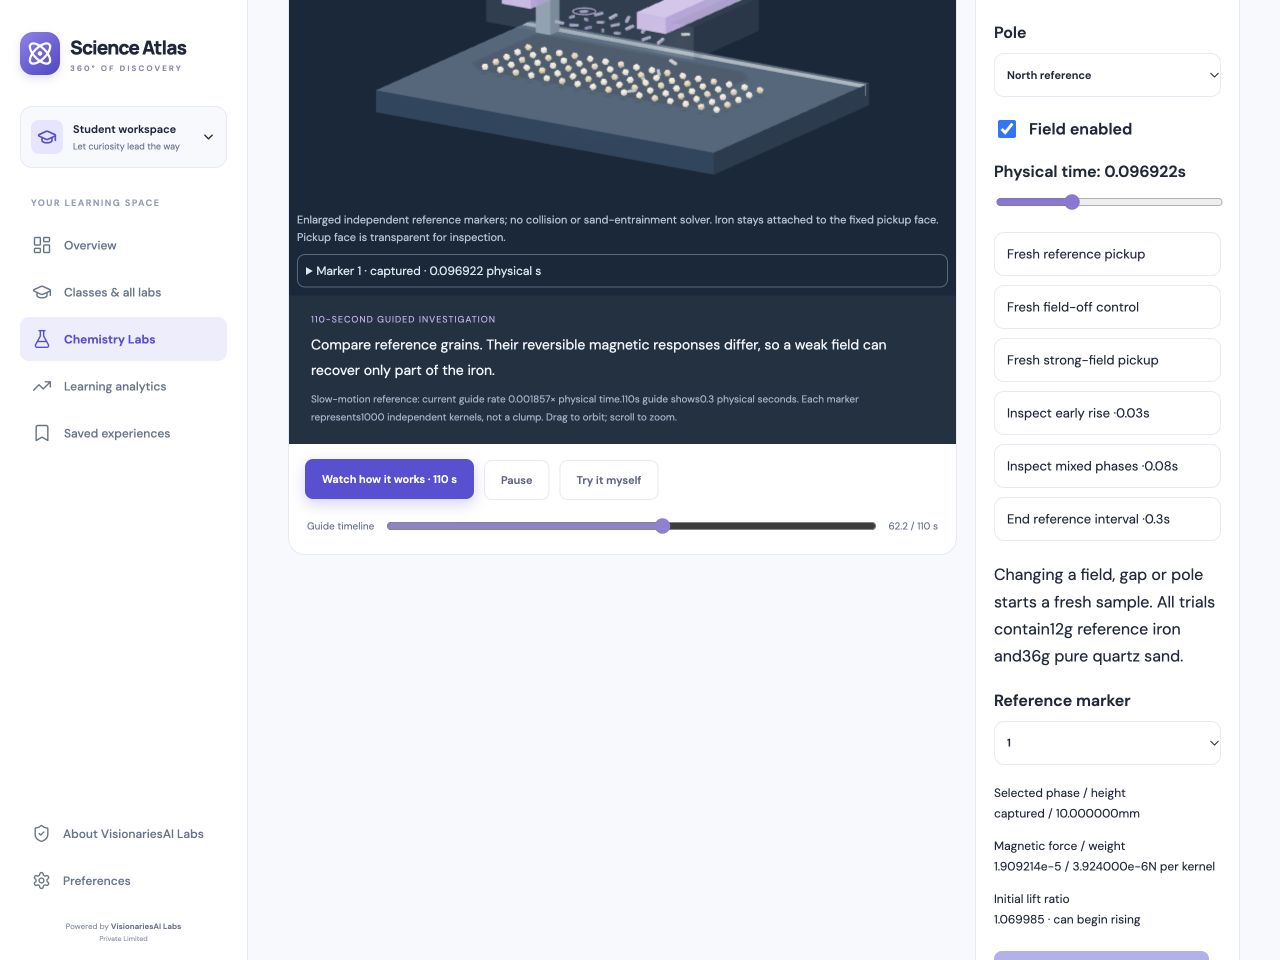 Science Atlas
360° OF DISCOVERY
Student workspace
Let curiosity lead the way
YOUR LEARNING SPACE
Overview
Classes & all labs
Chemistry Labs
Learning analytics
Saved experiences
About VisionariesAI Labs
Preferences
Powered by VisionariesAI Labs
Private Limited
Enlarged independent reference markers; no collision or sand-entrainment solver. Iron stays attached to the fixed pickup face.
Pickup face is transparent for inspection.
Marker 1 · captured · 0.096922 physical s
110-SECOND GUIDED INVESTIGATION
Compare reference grains. Their reversible magnetic responses differ, so a weak field can
recover only part of the iron.
Slow-motion reference: current guide rate 0.001857× physical time.110s guide shows0.3 physical seconds. Each marker
represents1000 independent kernels, not a clump. Drag to orbit; scroll to zoom.
Watch how it works · 110 s
Pause
Try it myself
Guide timeline
62.2 / 110 s
Pole
North reference
Field enabled
Physical time: 0.096922s
Fresh reference pickup
Fresh field-off control
Fresh strong-field pickup
Inspect early rise ·0.03s
Inspect mixed phases ·0.08s
End reference interval ·0.3s
Changing a field, gap or pole
starts a fresh sample. All trials
contain12g reference iron
and36g pure quartz sand.
Reference marker
1
Selected phase / height
captured / 10.000000mm
Magnetic force / weight
1.909214e-5 / 3.924000e-6N per kernel
Initial lift ratio
1.069985 · can begin rising